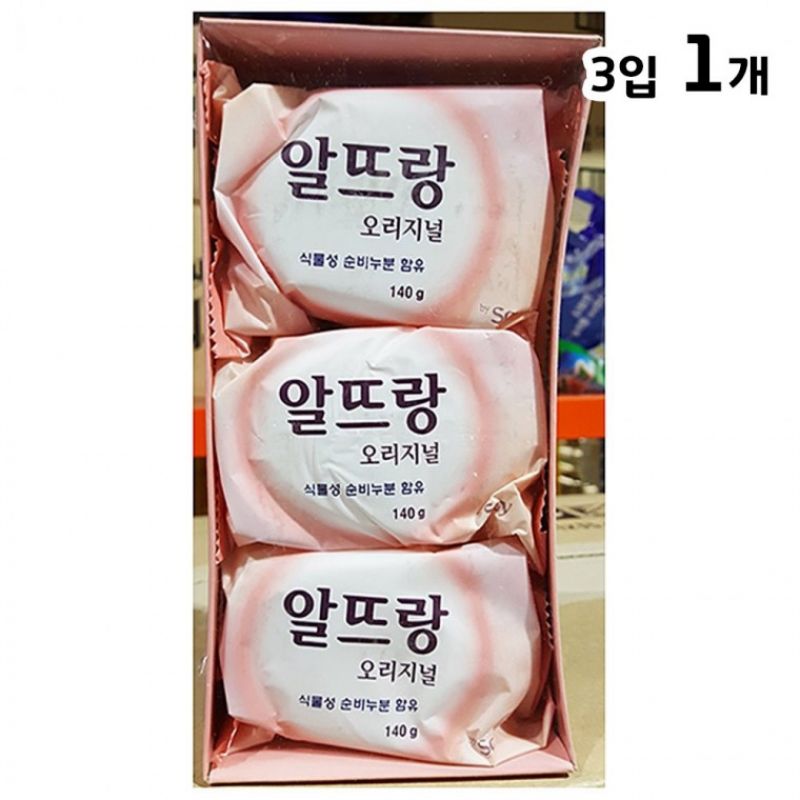 3입 1개
알뜨랑
오리지널
식물성 순비누분 함유
140 g
by
알뜨랑
오리지널
식물성 순비누분 함유
140 g
알뜨랑
오리지널
식물성 순비누분 함유
140 g